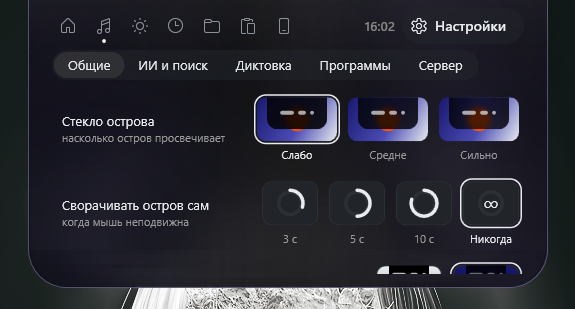 16:02 Настройки
Общие ИИ и поиск Диктовка Программы Сервер
Стекло острова
насколько остров просвечивает
Слабо Средне Сильно
Сворачивать остров сам
когда мышь неподвижна
∞
3 с 5 с 10 с Никогда